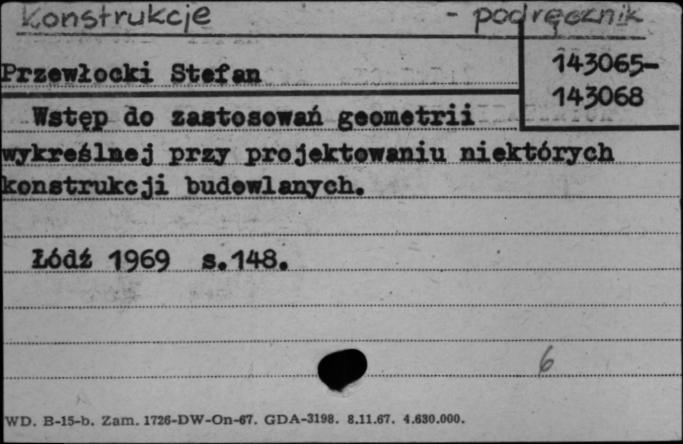 Konstrukcje - podręcznik
Przewłocki Stefan
143065-
143068
Wstęp do zastosowań geometrii
wykreślnej przy projektowaniu niektórych
konstrukcji budowlanych.
Łódź 1969 s.148.
6
WD. B-15-b. Zam. 1726-DW-On-67. GDA-3198. 8.11.67. 4.630.000.